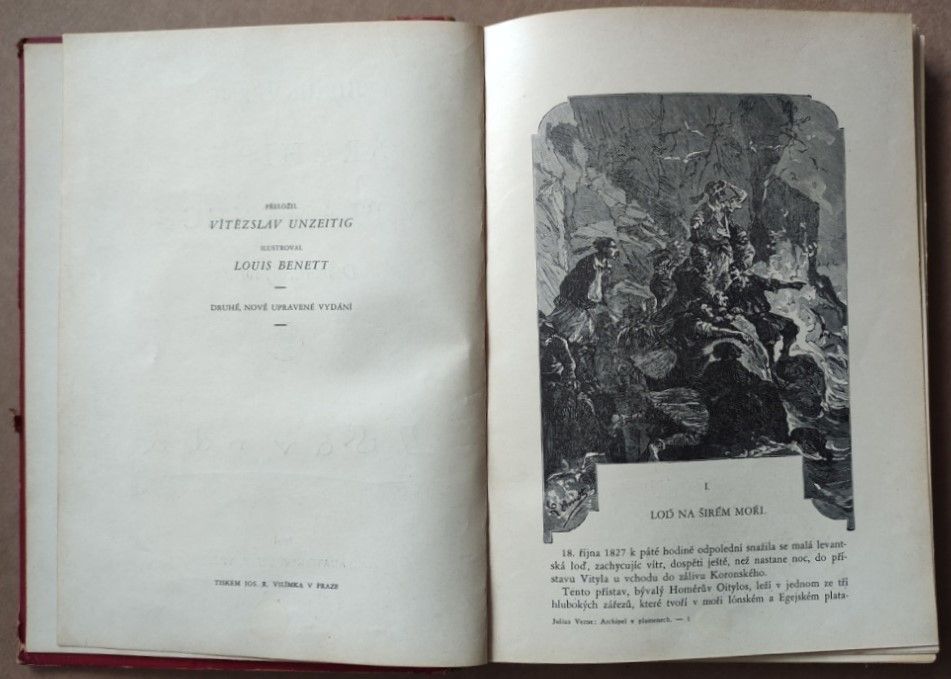 PŘELOŽIL
VÍTĚZSLAV UNZEITIG
ILUSTROVAL
LOUIS BENETT
DRUHÉ, NOVĚ UPRAVENÉ VYDÁNÍ
TISKEM JOS. R. VILÍMKA V PRAZE
I.
LOĎ NA ŠIRÉM MOŘI.
18. října 1827 k páté hodině odpolední snažila se malá levant-
ská loď, zachycujíc vítr, dospěti ještě, než nastane noc, do pří-
stavu Vityla u vchodu do zálivu Koronského.
Tento přístav, bývalý Homérův Oitylos, leží v jednom ze tří
hlubokých zářezů, které tvoří v moři Iónském a Egejském plata-
Julius Verne: Archipel v plamenech. — 1